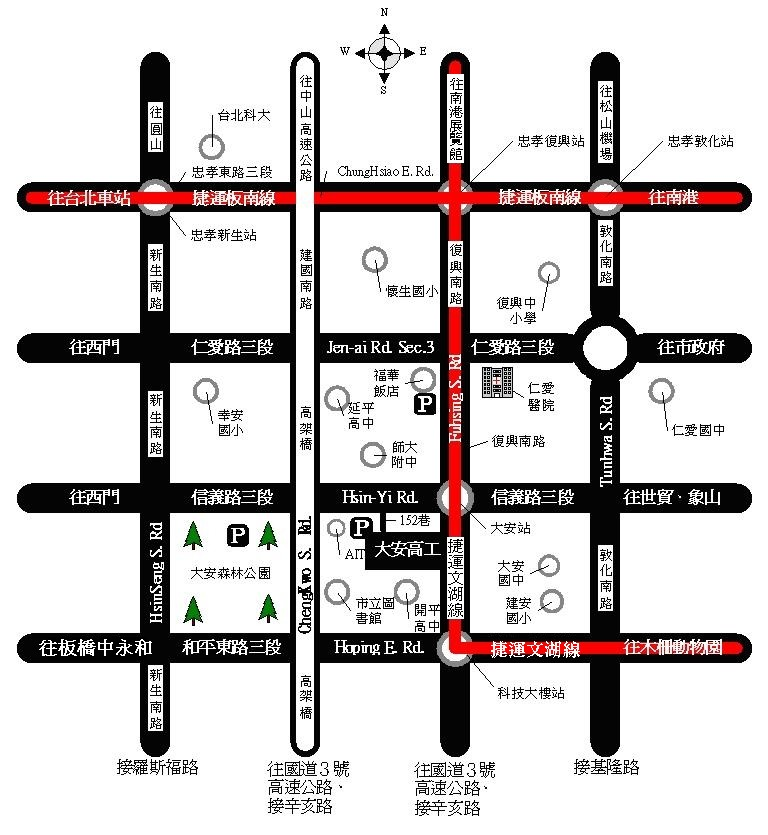 N
W E
S
往圓山
台北科大
往中山高速公路
往南港展覽館
往松山機場
忠孝復興站
忠孝敦化站
忠孝東路三段
ChungHsiao E. Rd.
往台北車站
捷運板南線
捷運板南線
往南港
忠孝新生站
新生南路
建國南路
懷生國小
復興南路
復興中
小學
敦化南路
往西門
仁愛路三段
Jen-ai Rd. Sec.3
仁愛路三段
往市政府
新生南路
幸安
國小
高架橋
延平
高中
福華
飯店
P
師大
附中
Fuhsing S. Rd
仁愛
醫院
復興南路
Tunhwa S. Rd
仁愛國中
往西門
信義路三段
Hsin-Yi Rd.
信義路三段
往世貿、象山
HsinSeng S. Rd
P
大安森林公園
ChengKwo S. Rd.
P
152巷
AIT
大安高工
大安站
捷運文湖線
大安
國中
建安
國小
敦化南路
市立圖
書館
開平
高中
往板橋中永和
和平東路三段
Hoping E. Rd.
捷運文湖線
往木柵動物園
新生南路
高架橋
科技大樓站
接羅斯福路
往國道3號
高速公路、
接辛亥路
往國道3號
高速公路、
接辛亥路
接基隆路